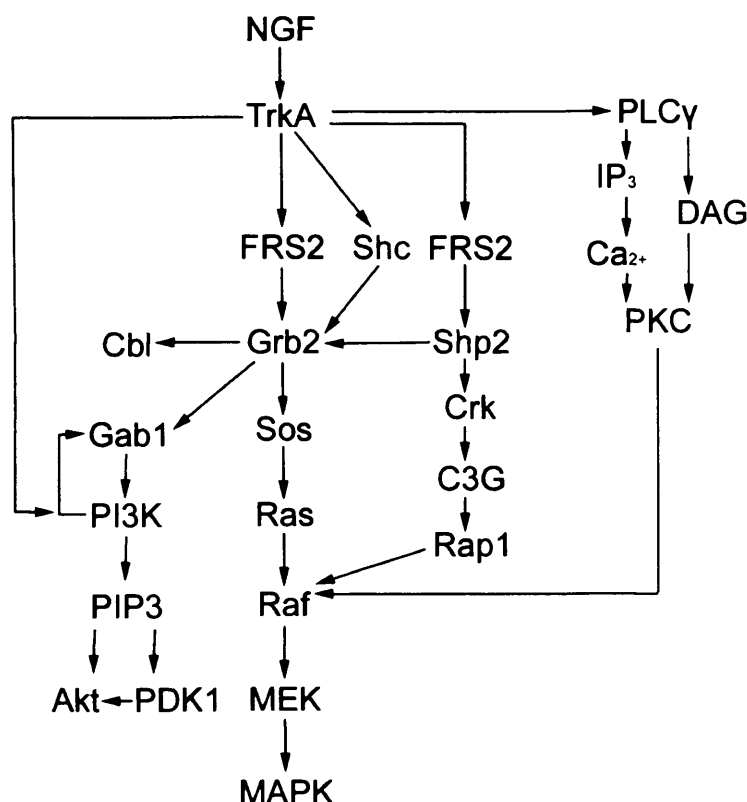 NGF
TrkA
PLCγ
IP3
DAG
FRS2
Shc
FRS2
Ca2+
PKC
Cbl
Grb2
Shp2
Crk
Gab1
Sos
C3G
PI3K
Ras
Rap1
PIP3
Raf
Akt
PDK1
MEK
MAPK